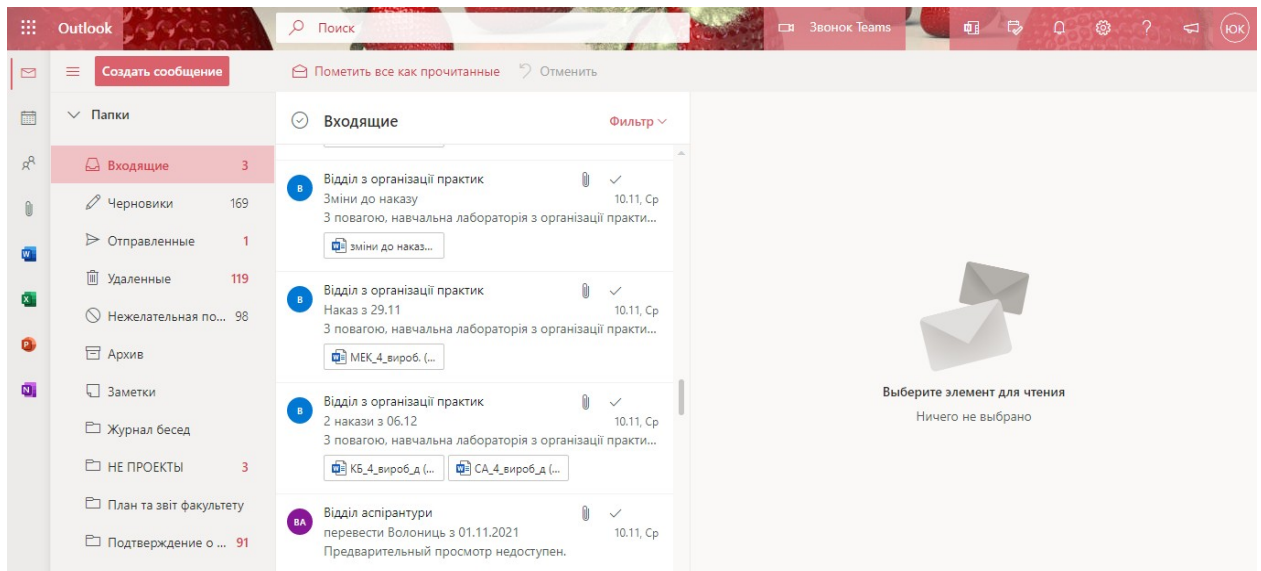 Outlook
Поиск
Звонок Teams
ЮК
Создать сообщение
Пометить все как прочитанные
Отменить
Папки
Входящие 3
Черновики 169
Отправленные 1
Удаленные 119
Нежелательная по... 98
Архив
Заметки
Журнал бесед
НЕ ПРОЕКТЫ 3
План та звіт факультету
Подтверждение о ... 91
Входящие
Фильтр
В
Відділ з організації практик
Зміни до наказу 10.11, Ср
З повагою, навчальна лабораторія з організації практи...
зміни до наказ...
В
Відділ з організації практик
Наказ з 29.11 10.11, Ср
З повагою, навчальна лабораторія з організації практи...
МЕК_4_вироб. (...
В
Відділ з організації практик
2 накази з 06.12 10.11, Ср
З повагою, навчальна лабораторія з організації практи...
КБ_4_вироб_д (... СА_4_вироб_д (...
ВА
Відділ аспірантури
перевести Волониць з 01.11.2021 10.11, Ср
Предварительный просмотр недоступен.
Выберите элемент для чтения
Ничего не выбрано